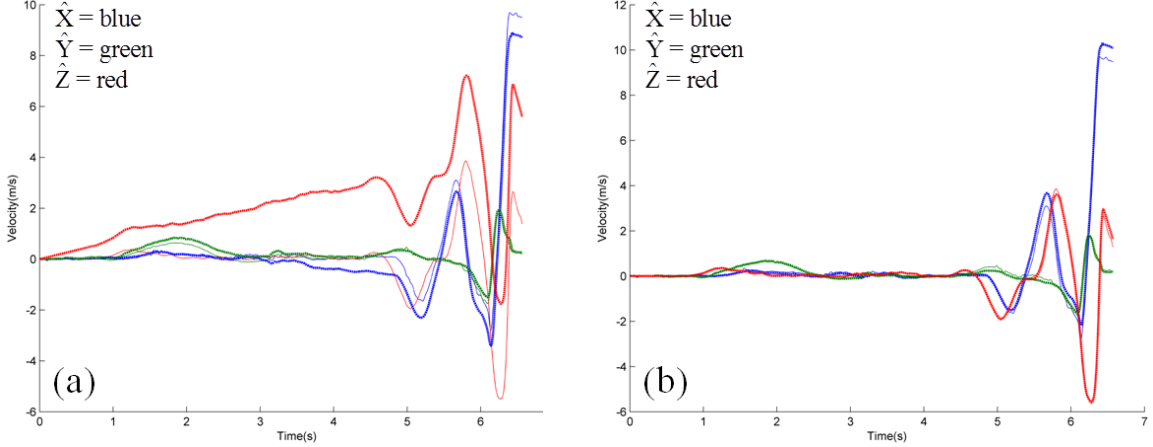 X̂ = blue
Ŷ = green
Ẑ = red
10
8
6
4
2
0
-2
-4
-6
Velocity(m/s)
0 1 2 3 4 5 6
Time(s)
(a)
X̂ = blue
Ŷ = green
Ẑ = red
12
10
8
6
4
2
0
-2
-4
-6
Velocity(m/s)
0 1 2 3 4 5 6 7
Time(s)
(b)